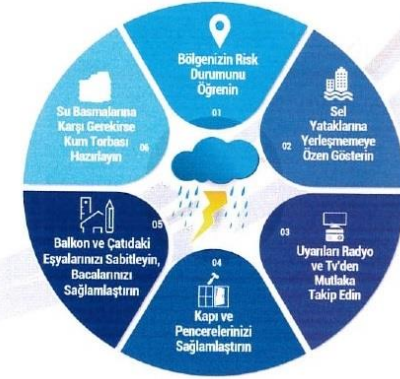 Bölgenizin Risk
Durumunu
Öğrenin
01
Sel
Yataklarına
Yerleşmemeye
Özen Gösterin
02
03
Uyarıları Radyo
ve Tv'den
Mutlaka
Takip Edin
04
Kapı ve
Pencerelerinizi
Sağlamlaştırın
05
Balkon ve Çatıdaki
Eşyalarınızı Sabitleyin,
Bacalarınızı
Sağlamlaştırın
Su Basmalarına
Karşı Gerekirse
Kum Torbası
Hazırlayın
06